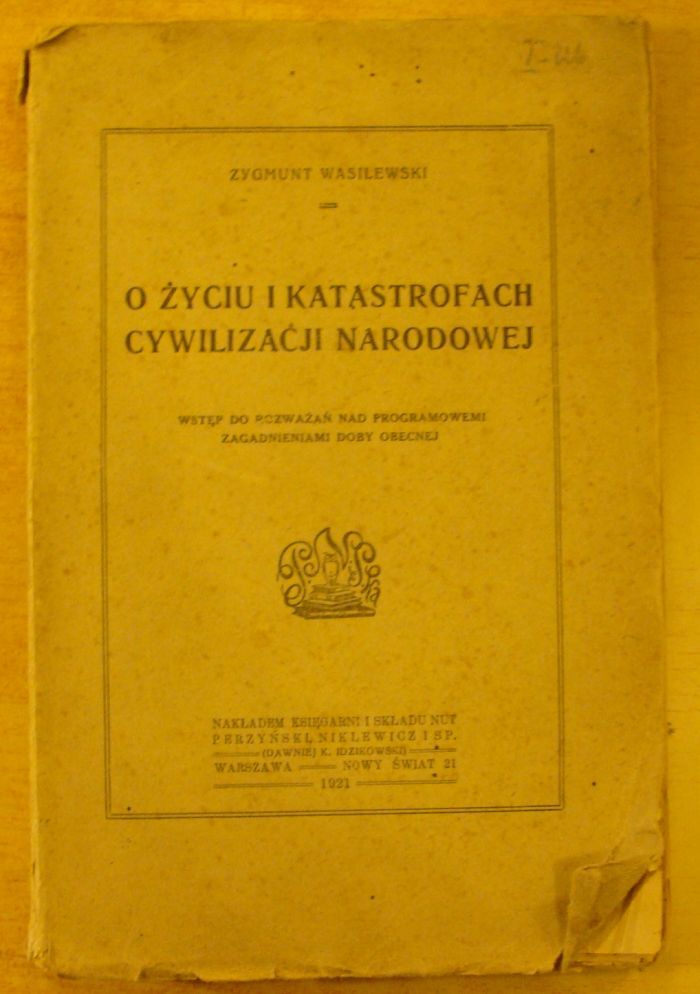 ZYGMUNT WASILEWSKI
O ŻYCIU I KATASTROFACH
CYWILIZACJI NARODOWEJ
WSTĘP DO ROZWAŻAŃ NAD PROGRAMOWEMI
ZAGADNIENIAMI DOBY OBECNEJ
NAKŁADEM KSIĘGARNI I SKŁADU NUT
PERZYŃSKI, NIKLEWICZ I SP.
(DAWNIEJ K. IDZIKOWSKI)
WARSZAWA — NOWY ŚWIAT 21
1921